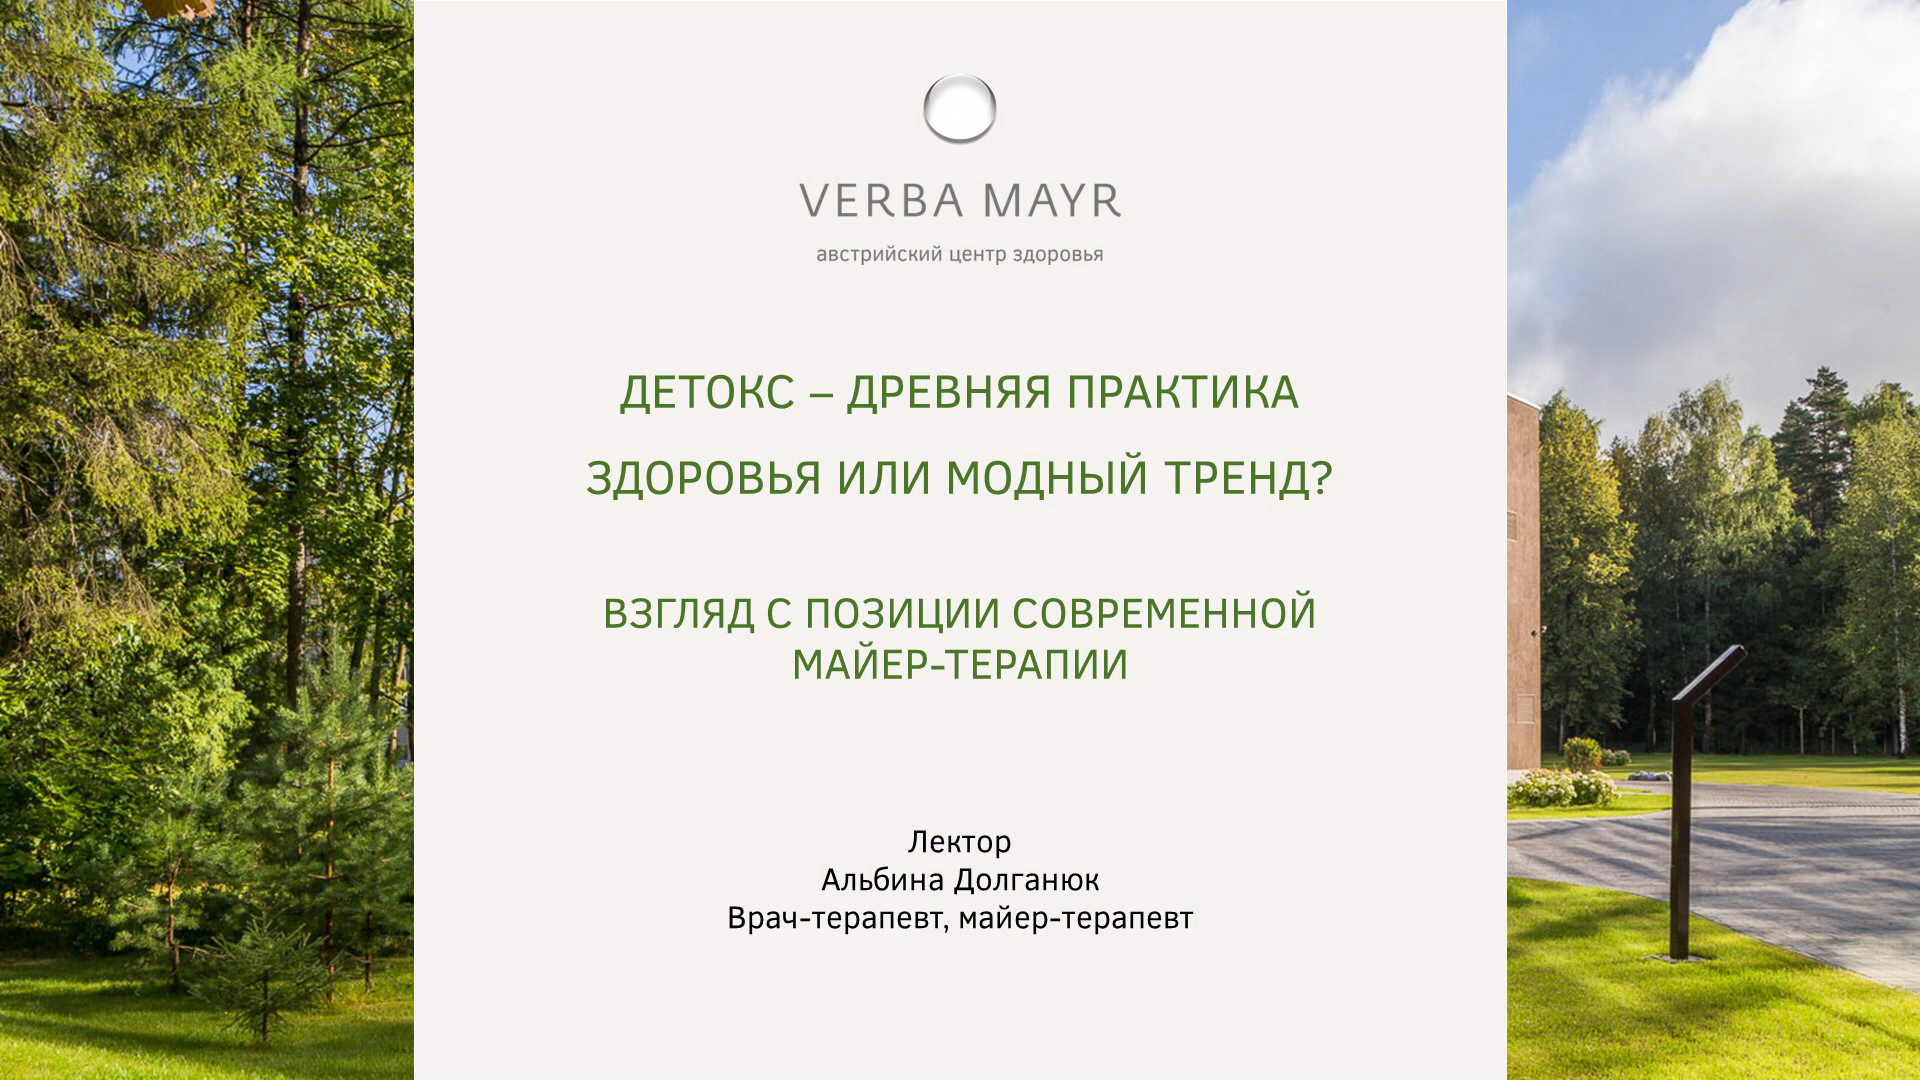 VERBA MAYR
австрийский центр здоровья
ДЕТОКС – ДРЕВНЯЯ ПРАКТИКА
ЗДОРОВЬЯ ИЛИ МОДНЫЙ ТРЕНД?
ВЗГЛЯД С ПОЗИЦИИ СОВРЕМЕННОЙ
МАЙЕР-ТЕРАПИИ
Лектор
Альбина Долганюк
Врач-терапевт, майер-терапевт